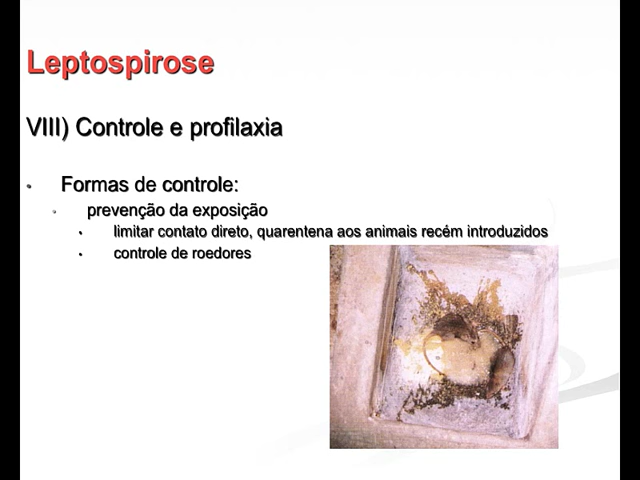 Leptospirose
VIII) Controle e profilaxia
Formas de controle:
prevenção da exposição
limitar contato direto, quarentena aos animais recém introduzidos
controle de roedores